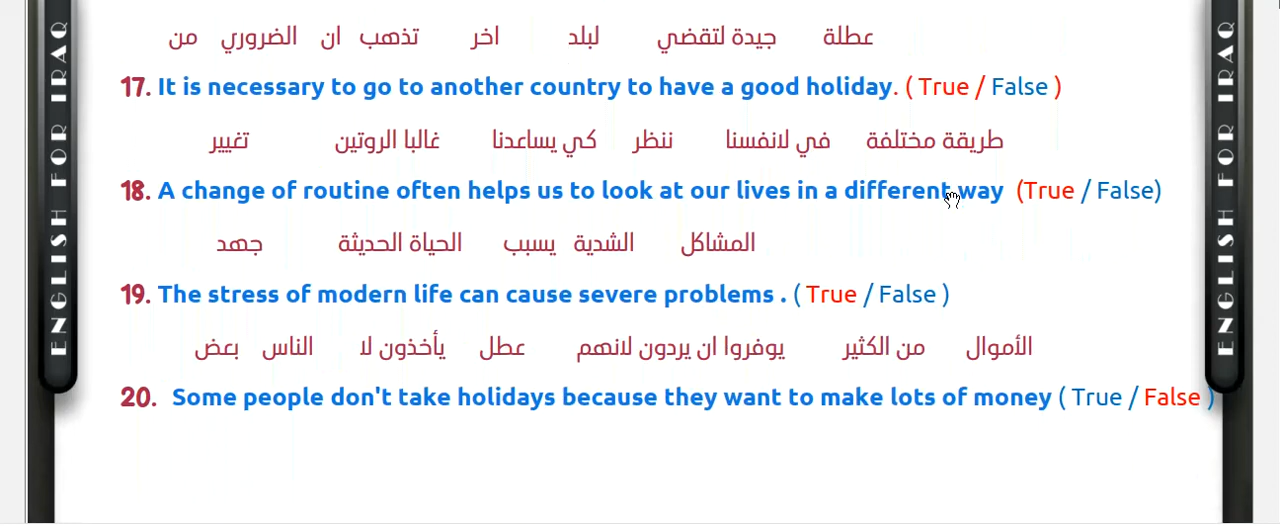 من الضروري ان تذهب اخر لبلد جيدة لتقضي عطلة
17. It is necessary to go to another country to have a good holiday. ( True / False )
تغيير غالبا الروتين كي يساعدنا ننظر في لانفسنا طريقة مختلفة
18. A change of routine often helps us to look at our lives in a different way (True / False)
جهد الحياة الحديثة يسبب الشدية المشاكل
19. The stress of modern life can cause severe problems . ( True / False )
بعض الناس يأخذون لا عطل يوفروا ان يردون لانهم من الكثير الأموال
20. Some people don't take holidays because they want to make lots of money ( True / False )
ENGLISH FOR IRAQ
ENGLISH FOR IRAQ